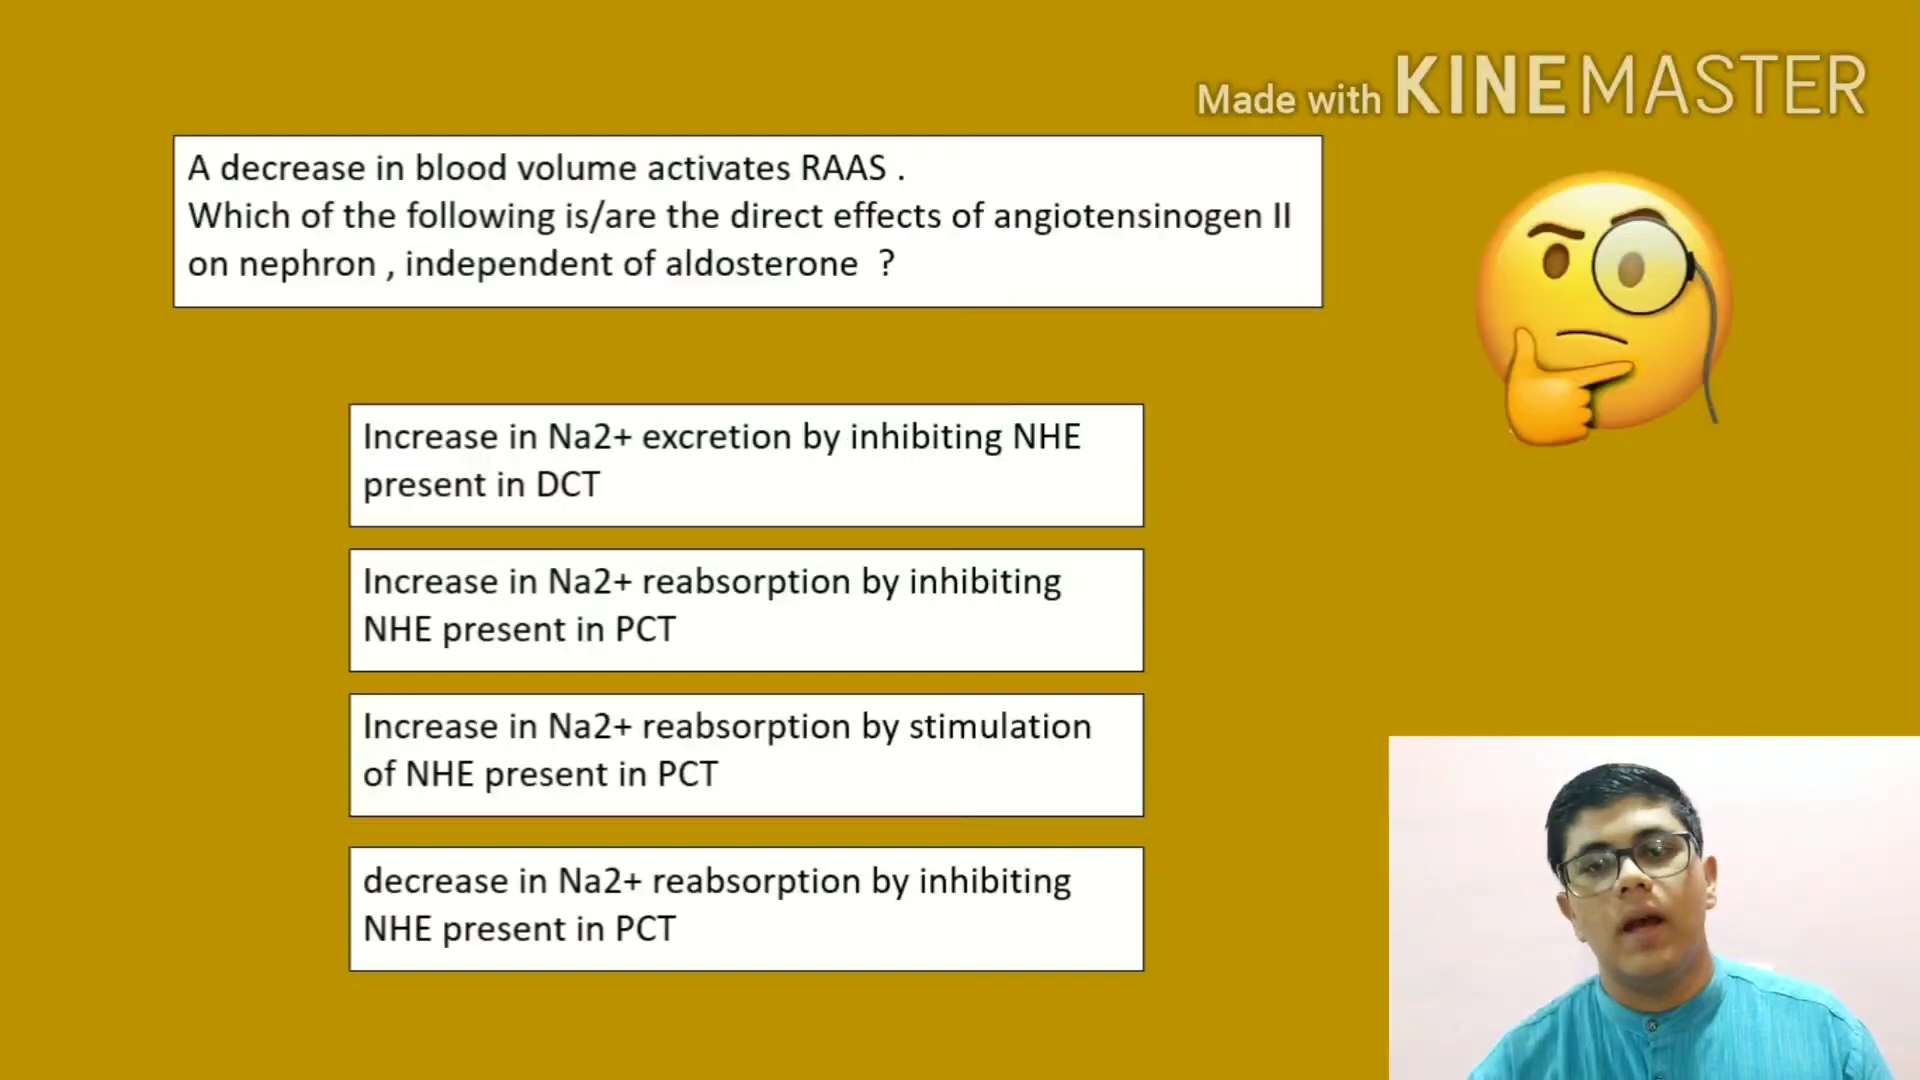 Made with KINEMASTER
A decrease in blood volume activates RAAS .
Which of the following is/are the direct effects of angiotensinogen II
on nephron , independent of aldosterone ?
Increase in Na2+ excretion by inhibiting NHE
present in DCT
Increase in Na2+ reabsorption by inhibiting
NHE present in PCT
Increase in Na2+ reabsorption by stimulation
of NHE present in PCT
decrease in Na2+ reabsorption by inhibiting
NHE present in PCT